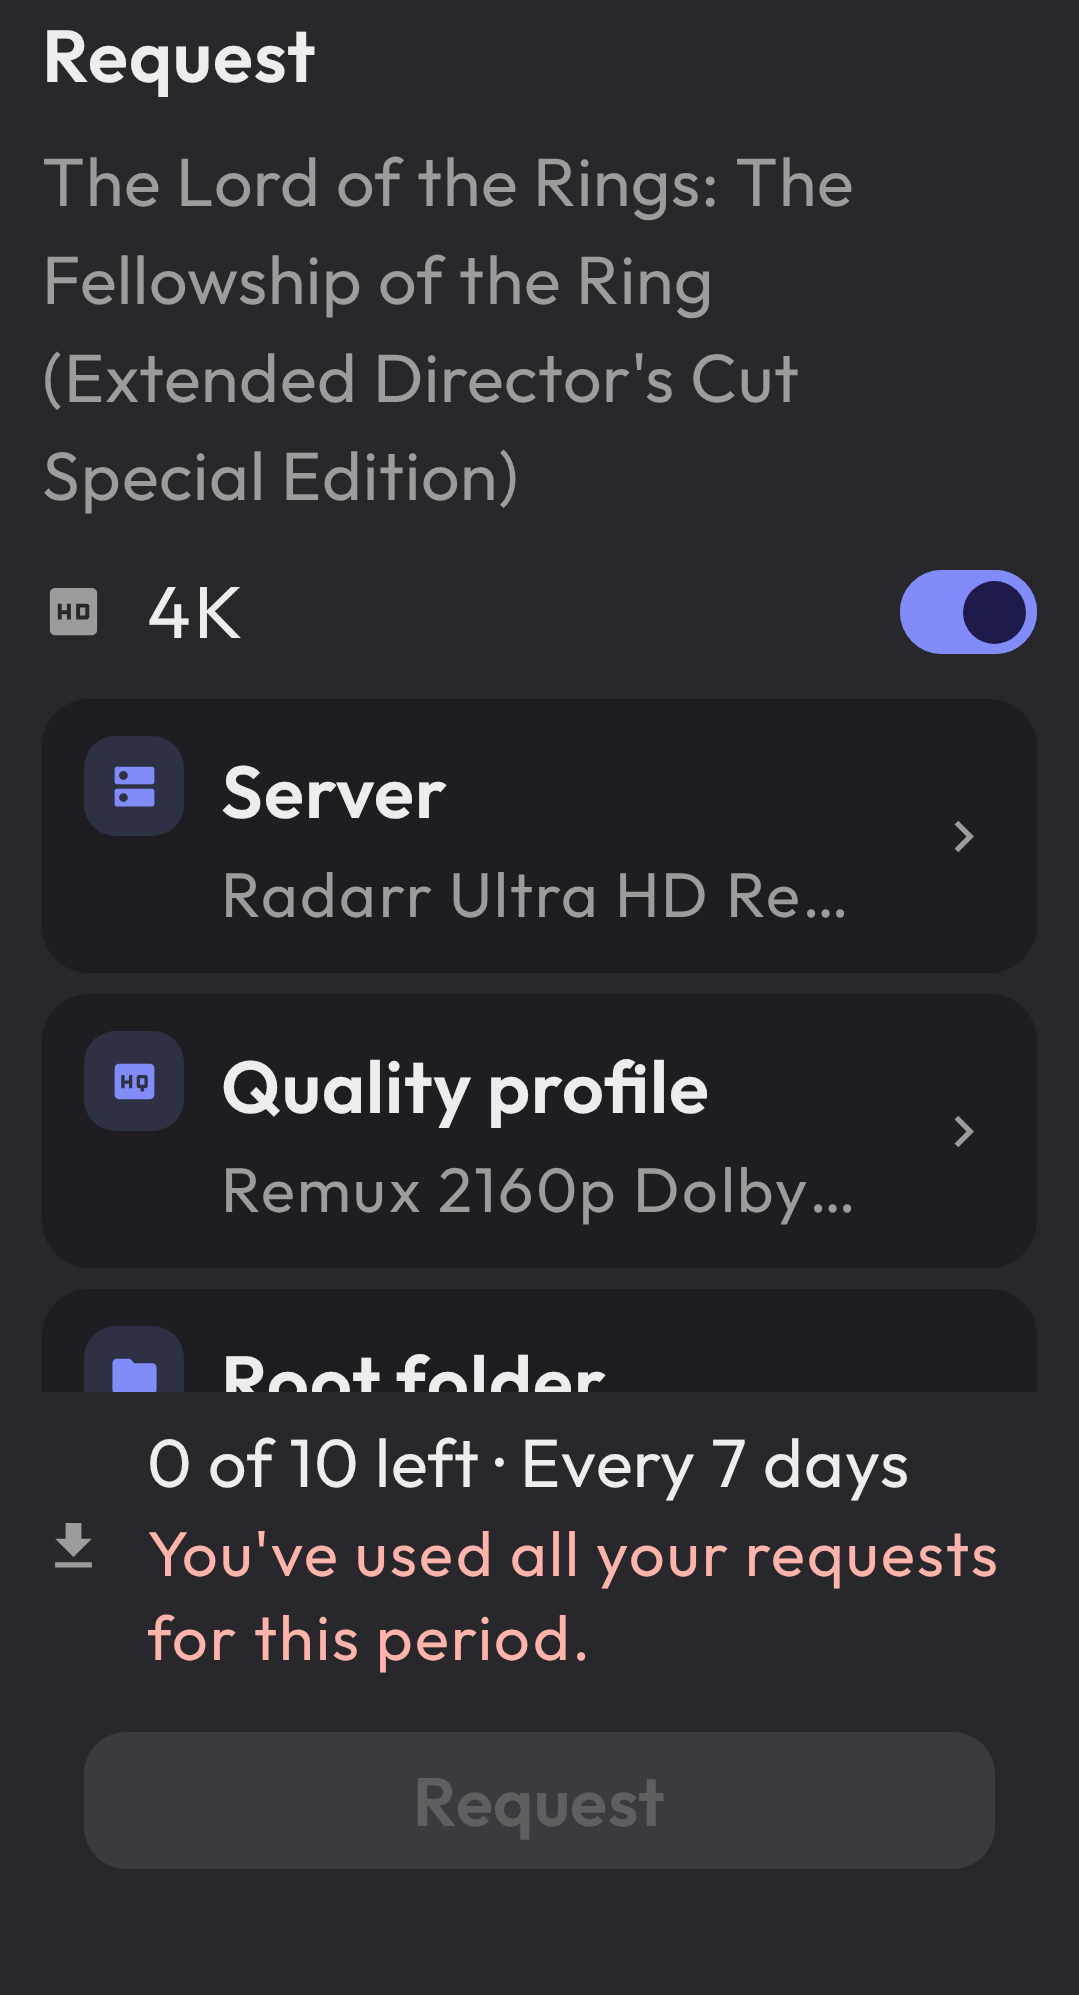 Request
The Lord of the Rings: The
Fellowship of the Ring
(Extended Director's Cut
Special Edition)
HD 4K
Server
Radarr Ultra HD Re...
HQ Quality profile
Remux 2160p Dolby...
Root folder
0 of 10 left · Every 7 days
You've used all your requests
for this period.
Request